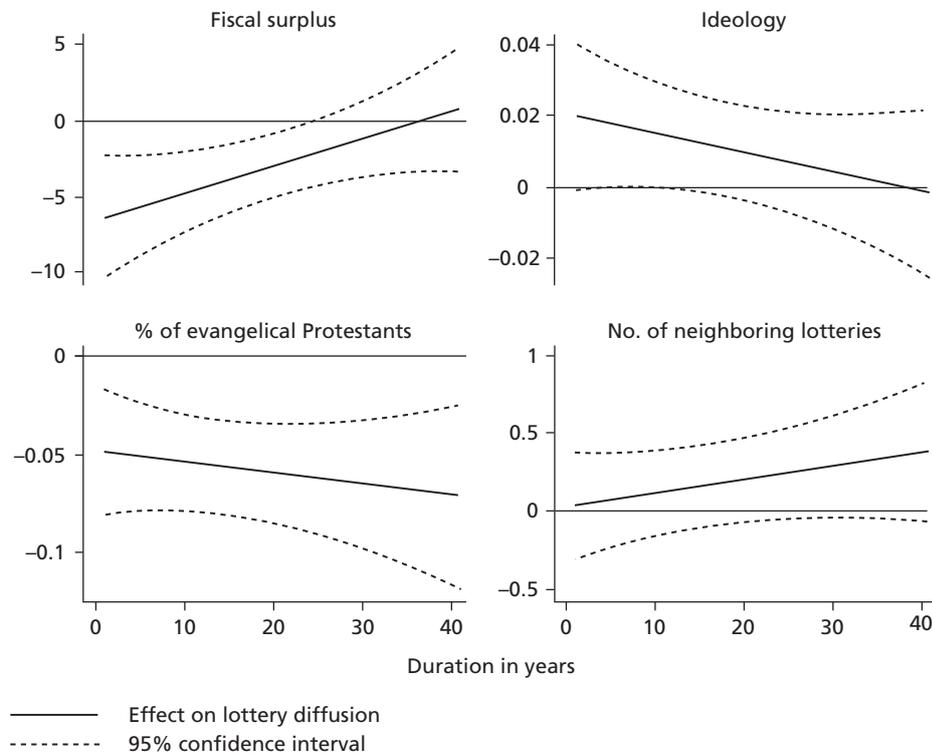 Fiscal surplus
5
0
–5
–10
Ideology
0.04
0.02
0
–0.02
% of evangelical Protestants
0
–0.05
–0.1
0 10 20 30 40
No. of neighboring lotteries
1
0.5
0
–0.5
0 10 20 30 40
Duration in years
Effect on lottery diffusion
95% confidence interval